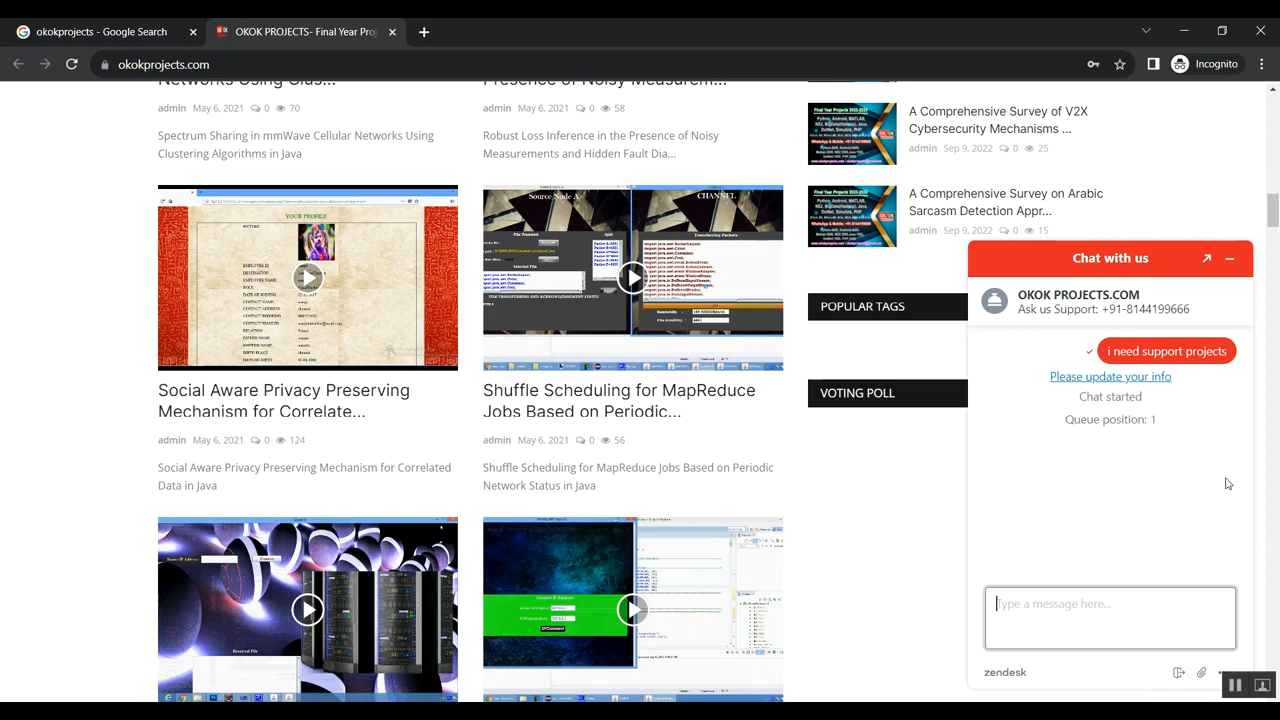 okokprojects - Google Search
OKOK PROJECTS- Final Year Proj
okokprojects.com
Incognito
Networks Using Clus...
Presence of Noisy Measurem...
admin May 6, 2021 0 70
admin May 6, 2021 0 58
Spectrum Sharing in mmWave Cellular Networks Using
Clustering Algorithms in Java
Robust Loss Inference in the Presence of Noisy
Measurements
Hidden Fault Dia...
A Comprehensive Survey of V2X
Cybersecurity Mechanisms ...
admin Sep 9, 2022 0 25
A Comprehensive Survey on Arabic
Sarcasm Detection Appr...
admin Sep 9, 2022 0 15
YOUR PROFILE
Source Node A
CHANNEL
Social Aware Privacy Preserving
Mechanism for Correlate...
admin May 6, 2021 0 124
Social Aware Privacy Preserving Mechanism for Correlated
Data in Java
Shuffle Scheduling for MapReduce
Jobs Based on Periodic...
admin May 6, 2021 0 56
Shuffle Scheduling for MapReduce Jobs Based on Periodic
Network Status in Java
POPULAR TAGS
VOTING POLL
Chat with us
OKOK PROJECTS.COM
Ask us Support +91 - 8144199666
i need support projects
Please update your info
Chat started
Queue position: 1
Type a message here...
zendesk